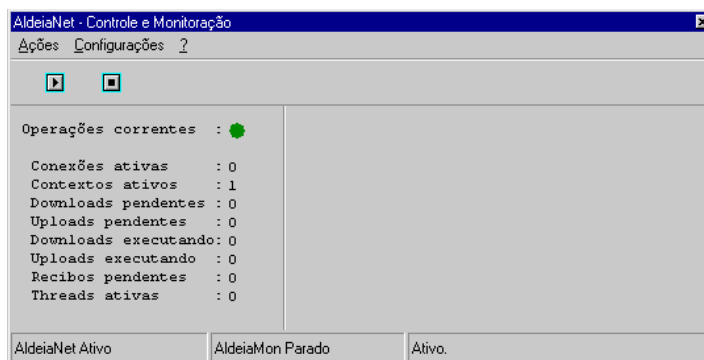 AldeiaNet - Controle e Monitoração
Ações Configurações ?
Operações correntes :
Conexões ativas : 0
Contextos ativos : 1
Downloads pendentes : 0
Uploads pendentes : 0
Downloads executando: 0
Uploads executando : 0
Recibos pendentes : 0
Threads ativas : 0
AldeiaNet Ativo AldeiaMon Parado Ativo.